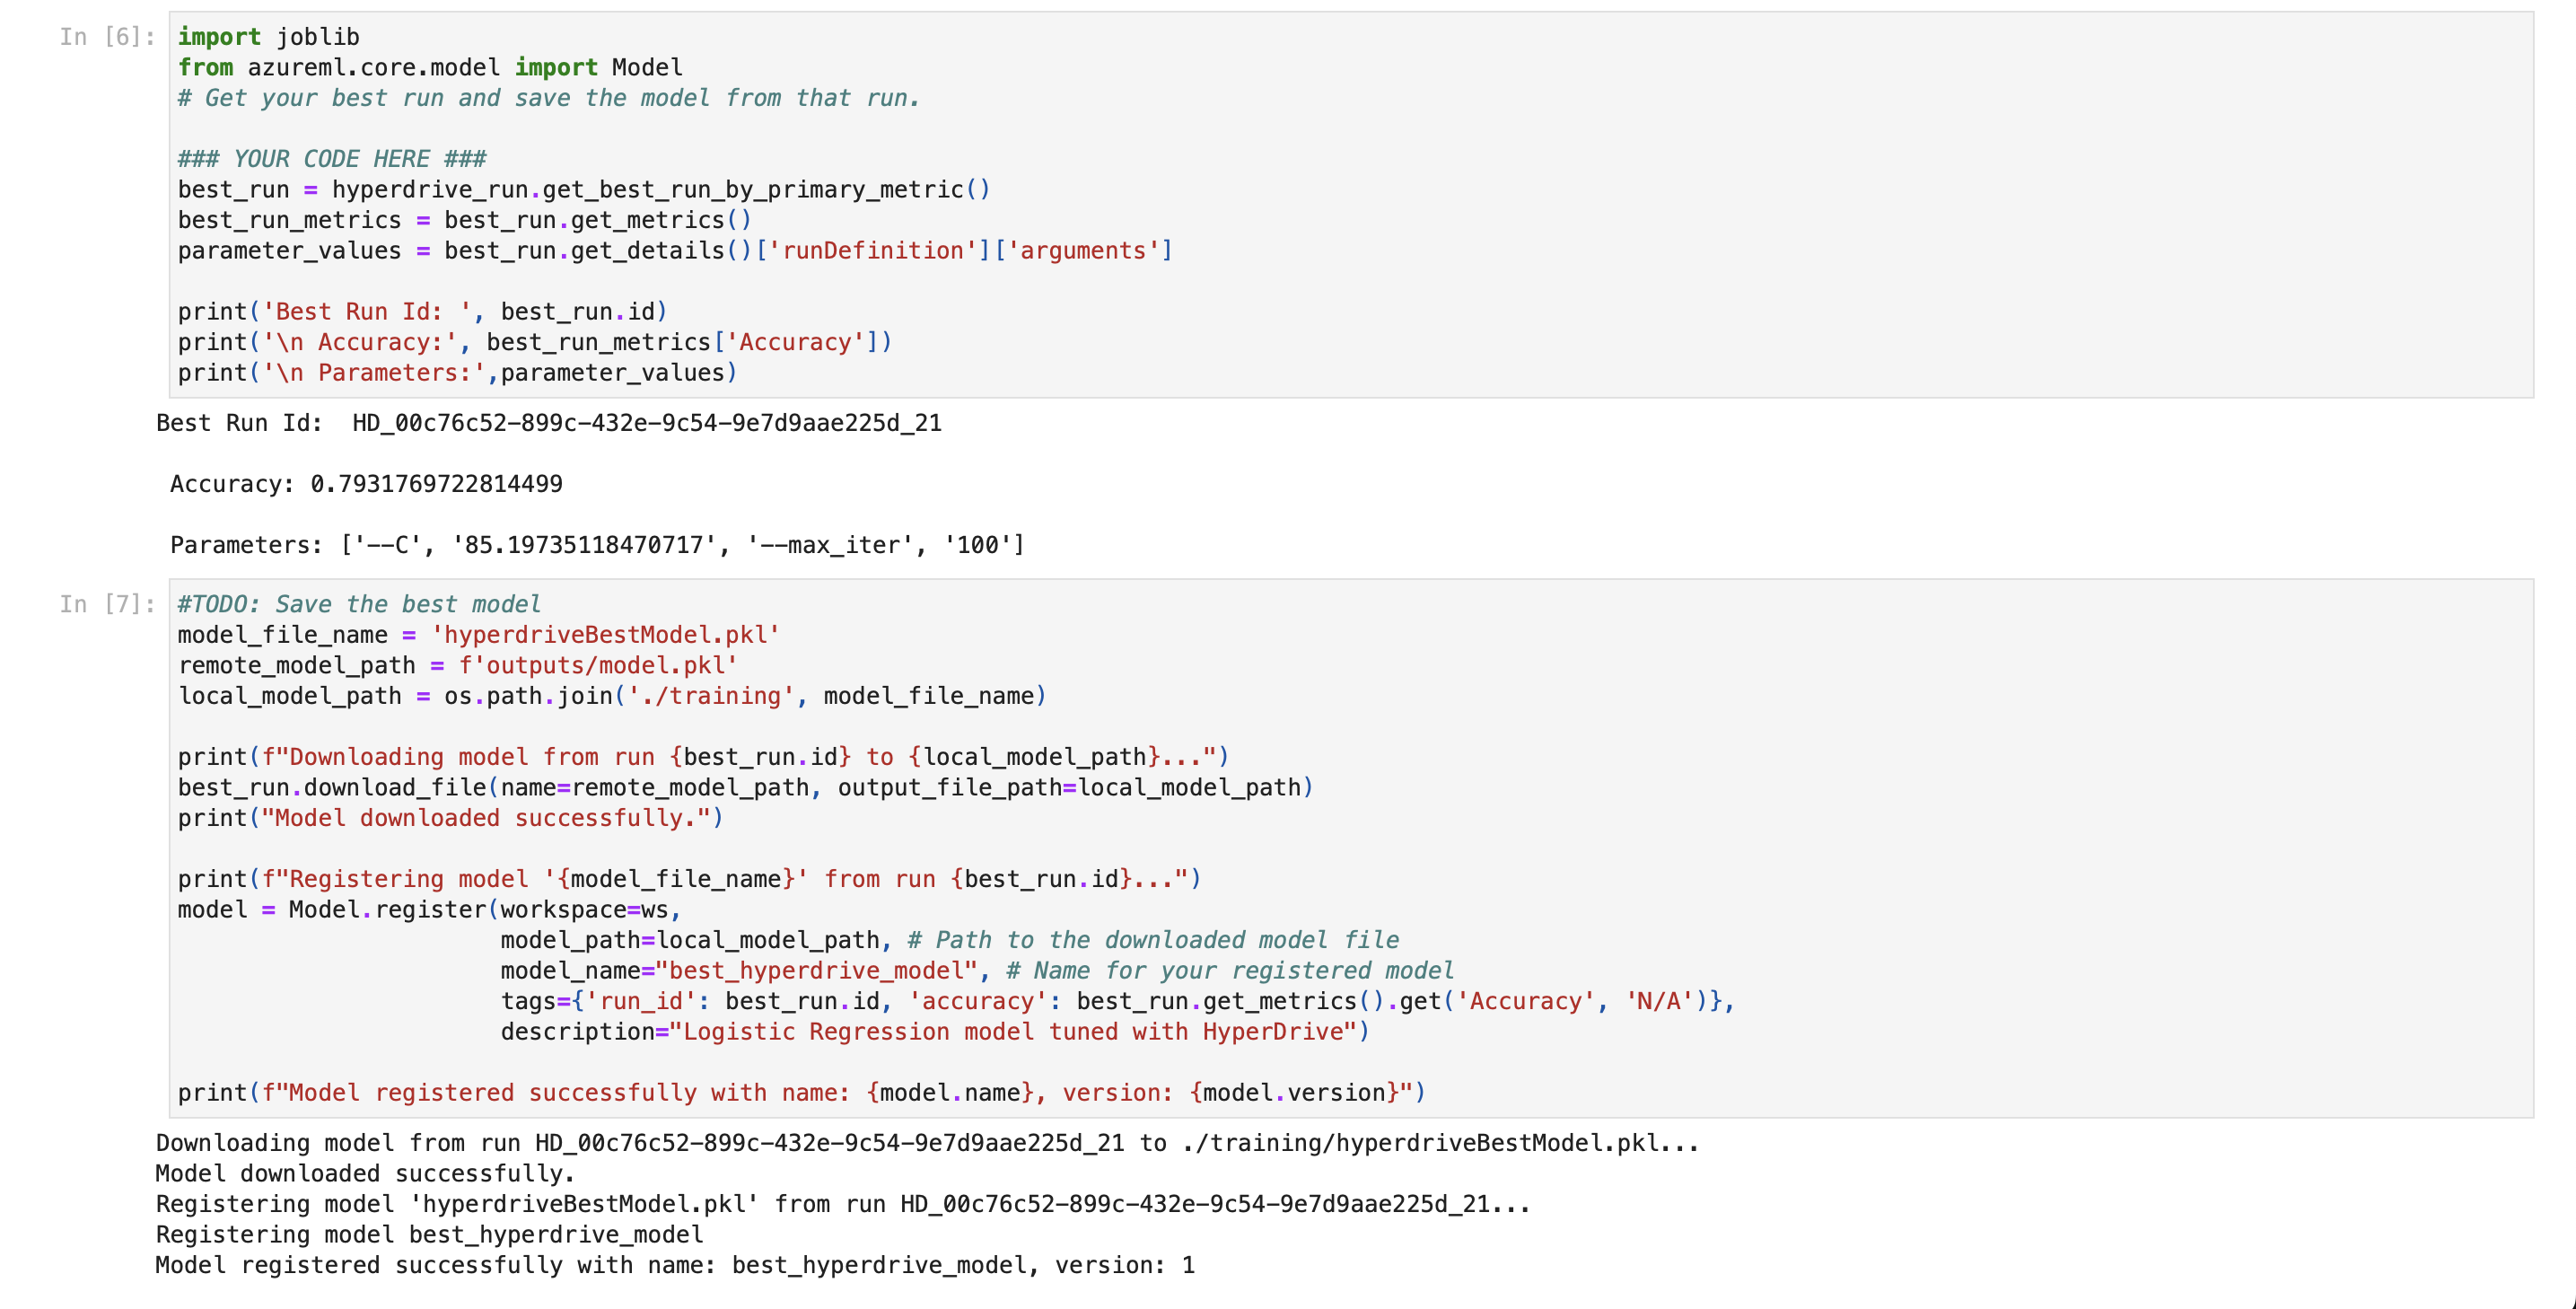 In [6]: import joblib
from azureml.core.model import Model
# Get your best run and save the model from that run.
### YOUR CODE HERE ###
best_run = hyperdrive_run.get_best_run_by_primary_metric()
best_run_metrics = best_run.get_metrics()
parameter_values = best_run.get_details()['runDefinition']['arguments']
print('Best Run Id: ', best_run.id)
print('\n Accuracy:', best_run_metrics['Accuracy'])
print('\n Parameters:',parameter_values)
Best Run Id:  HD_00c76c52-899c-432e-9c54-9e7d9aae225d_21
Accuracy: 0.7931769722814499
Parameters: ['--C', '85.19735118470717', '--max_iter', '100']
In [7]: #TODO: Save the best model
model_file_name = 'hyperdriveBestModel.pkl'
remote_model_path = f'outputs/model.pkl'
local_model_path = os.path.join('./training', model_file_name)
print(f"Downloading model from run {best_run.id} to {local_model_path}...")
best_run.download_file(name=remote_model_path, output_file_path=local_model_path)
print("Model downloaded successfully.")
print(f"Registering model '{model_file_name}' from run {best_run.id}...")
model = Model.register(workspace=ws,
model_path=local_model_path, # Path to the downloaded model file
model_name="best_hyperdrive_model", # Name for your registered model
tags={'run_id': best_run.id, 'accuracy': best_run.get_metrics().get('Accuracy', 'N/A')},
description="Logistic Regression model tuned with HyperDrive")
print(f"Model registered successfully with name: {model.name}, version: {model.version}")
Downloading model from run HD_00c76c52-899c-432e-9c54-9e7d9aae225d_21 to ./training/hyperdriveBestModel.pkl...
Model downloaded successfully.
Registering model 'hyperdriveBestModel.pkl' from run HD_00c76c52-899c-432e-9c54-9e7d9aae225d_21...
Registering model best_hyperdrive_model
Model registered successfully with name: best_hyperdrive_model, version: 1